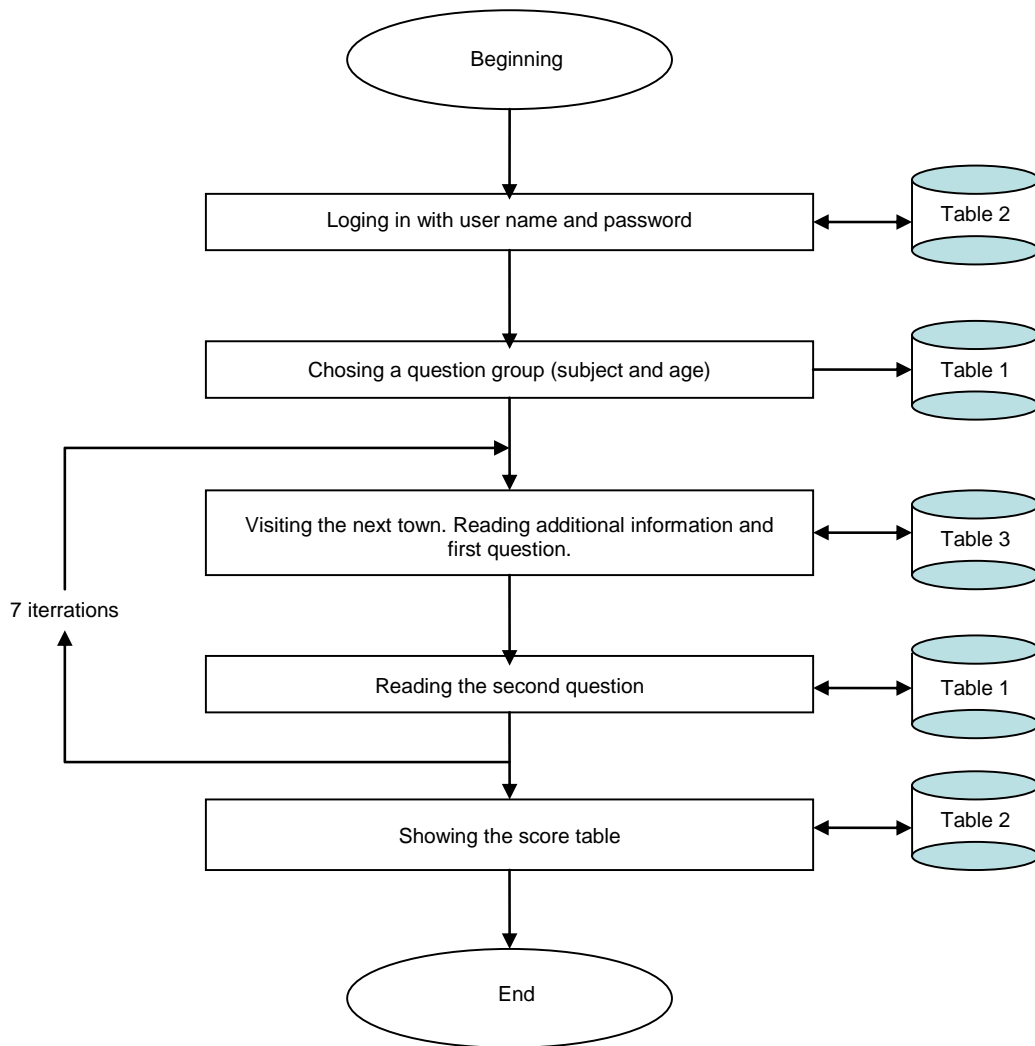 Beginning
Loging in with user name and password
Table 2
Chosing a question group (subject and age)
Table 1
Visiting the next town. Reading additional information and
first question.
Table 3
7 iterrations
Reading the second question
Table 1
Showing the score table
Table 2
End